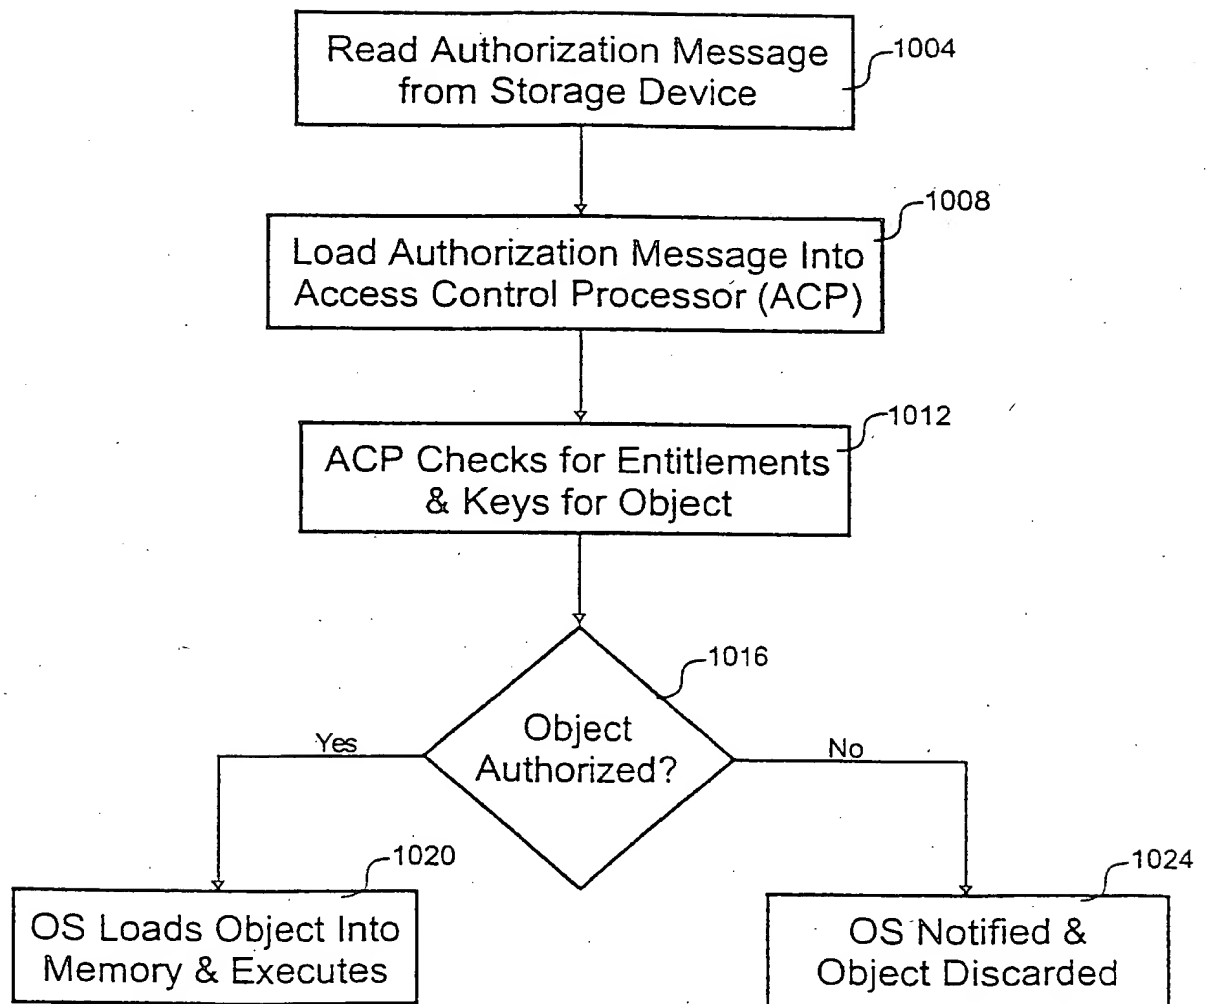 Read Authorization Message
from Storage Device
1004
Load Authorization Message Into
Access Control Processor (ACP)
1008
ACP Checks for Entitlements
& Keys for Object
1012
Object
Authorized?
1016
Yes
No
OS Loads Object Into
Memory & Executes
1020
OS Notified &
Object Discarded
1024